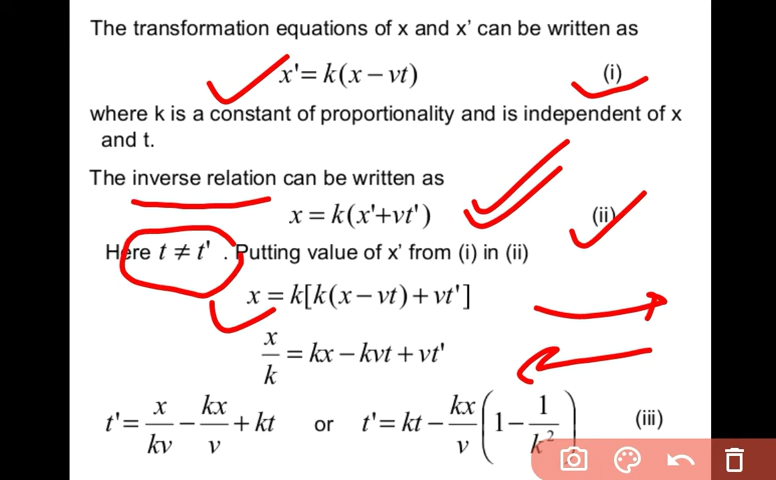 The transformation equations of x and x' can be written as
x'= k(x − vt) (i)
where k is a constant of proportionality and is independent of x
and t.
The inverse relation can be written as
x = k(x'+vt') (ii)
Here t ≠ t' . Putting value of x' from (i) in (ii)
x = k[k(x − vt) + vt']
x/k = kx − kvt + vt'
t'= x/kv − kx/v + kt or t'= kt − kx/v (1 − 1/k²) (iii)